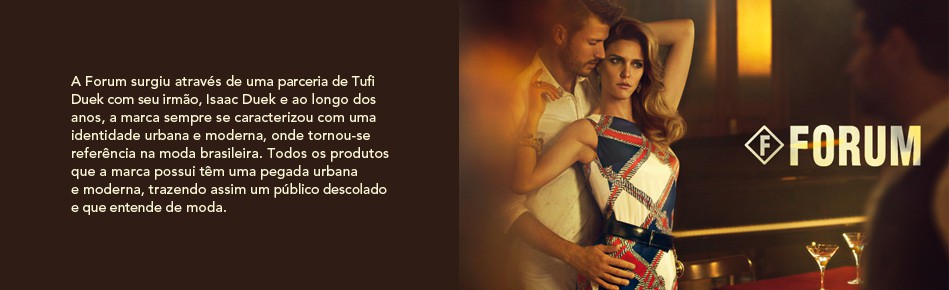 A Forum surgiu através de uma parceria de Tufi
Duek com seu irmão, Isaac Duek e ao longo dos
anos, a marca sempre se caracterizou com uma
identidade urbana e moderna, onde tornou-se
referência na moda brasileira. Todos os produtos
que a marca possui têm uma pegada urbana
e moderna, trazendo assim um público descolado
e que entende de moda.
F FORUM